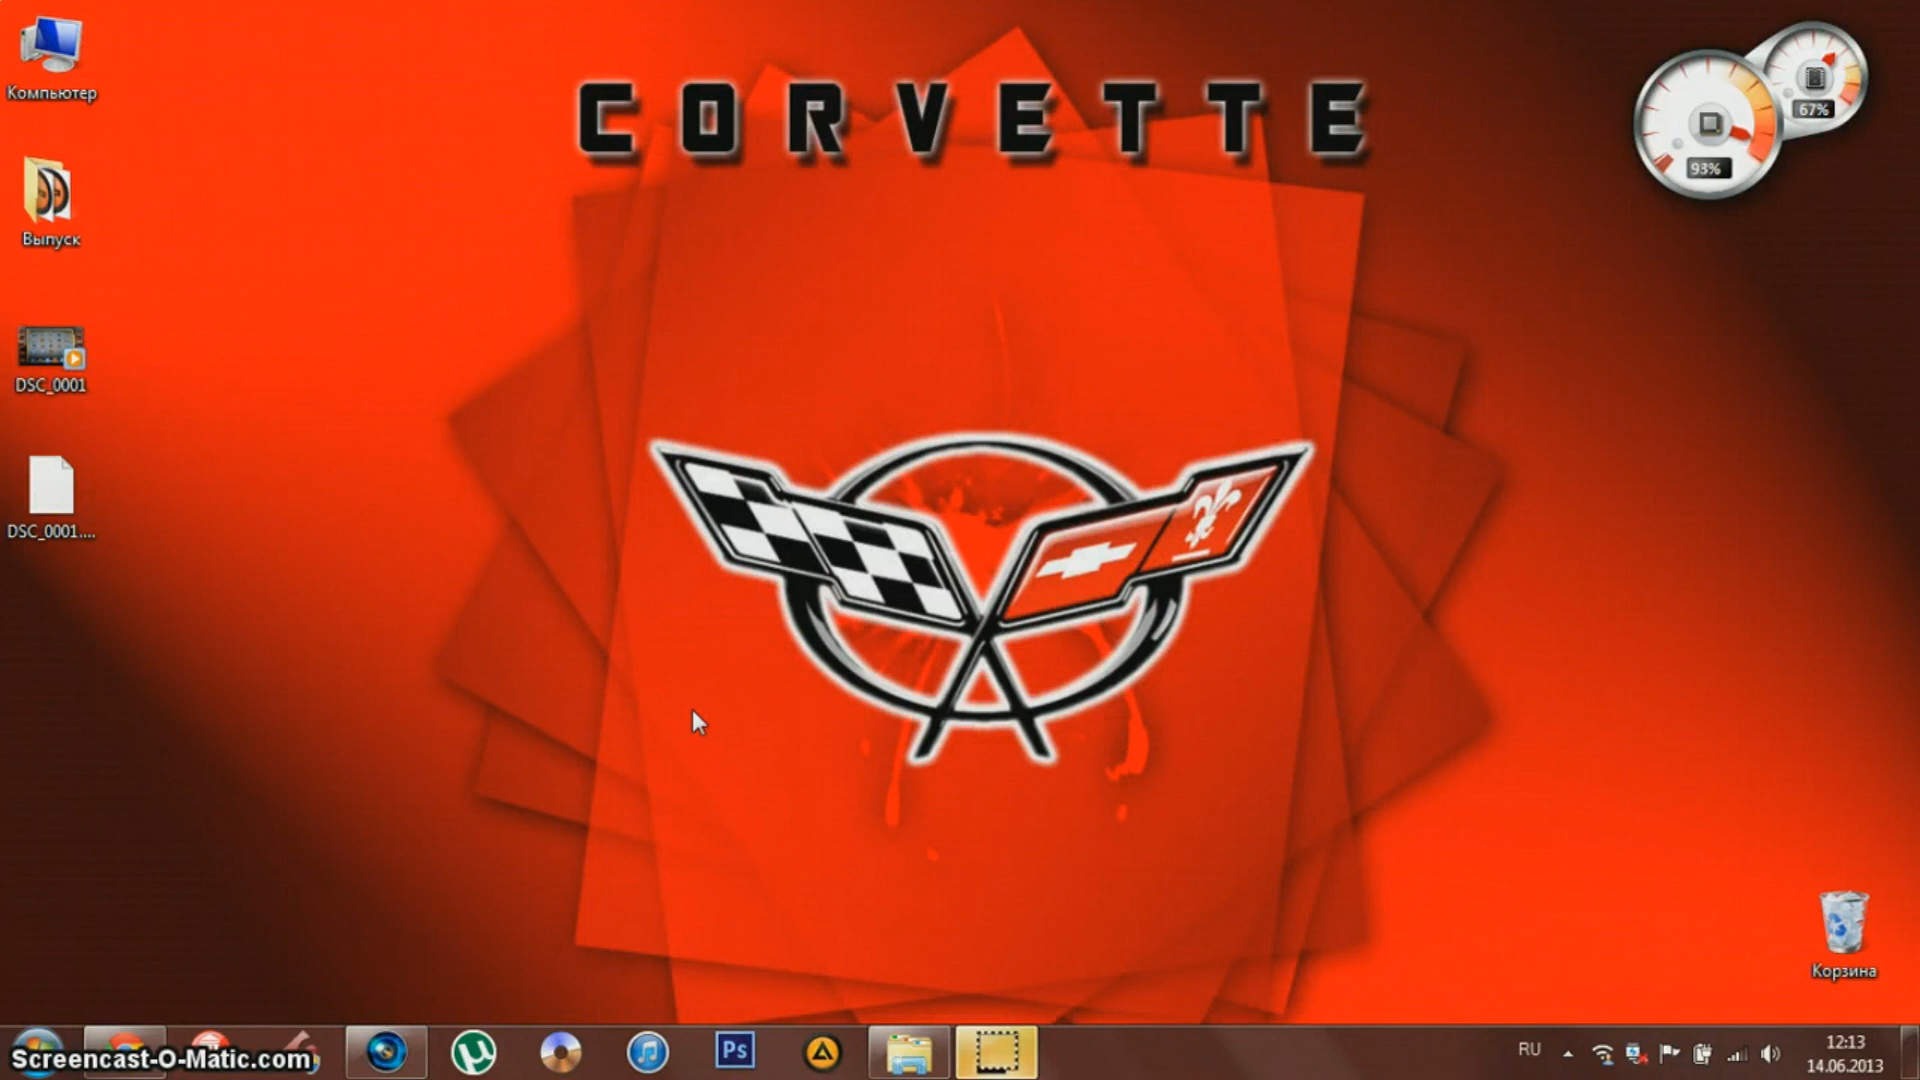 Компьютер
Выпуск
DSC_0001
DSC_0001....
CORVETTE
93%
67%
Корзина
Screencast-O-Matic.com
Ps
RU
12:13
14.06.2013